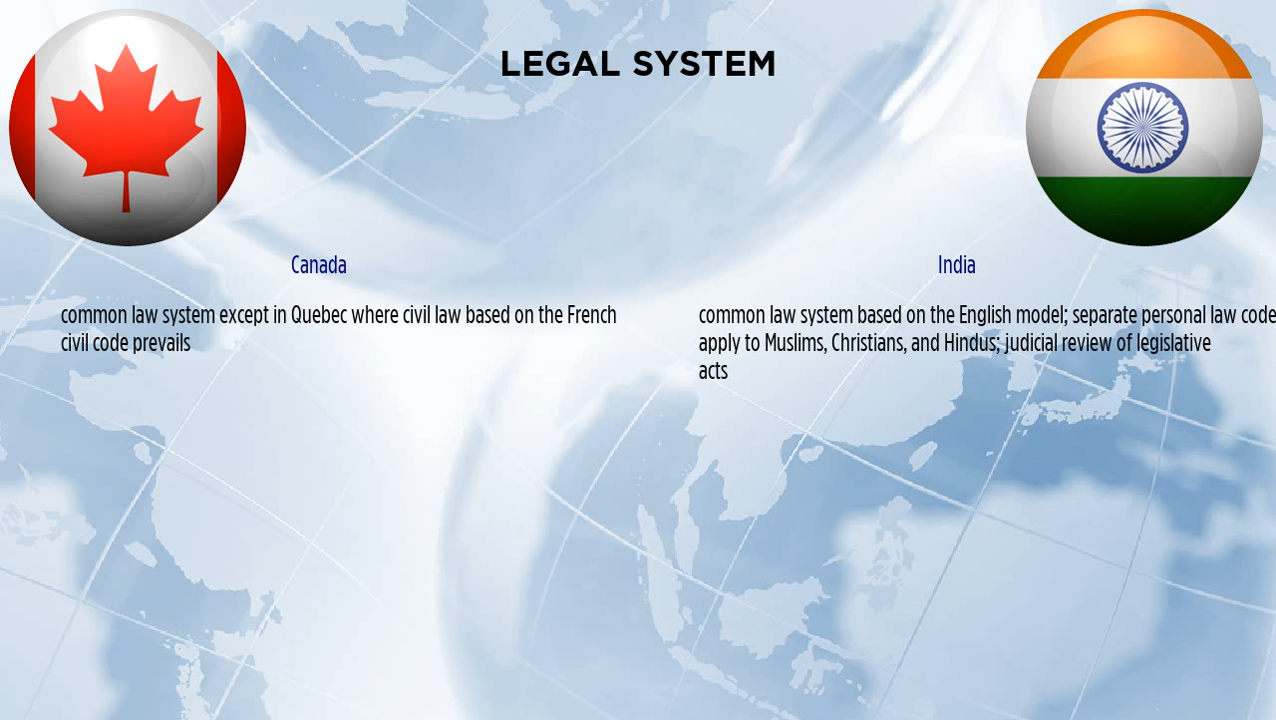 LEGAL SYSTEM
Canada
common law system except in Quebec where civil law based on the French
civil code prevails
India
common law system based on the English model; separate personal law code
apply to Muslims, Christians, and Hindus; judicial review of legislative
acts